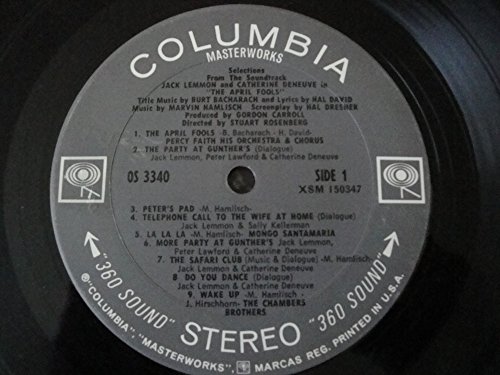 COLUMBIA
MASTERWORKS
Selections
From The Soundtrack
JACK LEMMON and CATHERINE DENEUVE in
"THE APRIL FOOLS"
Title Music by BURT BACHARACH and Lyrics by HAL DAVID
Music by MARVIN HAMLISCH Screenplay by HAL DRESNER
Produced by GORDON CARROLL
Directed by STUART ROSENBERG
1. THE APRIL FOOLS -B. Bacharach - H. David-
PERCY FAITH HIS ORCHESTRA & CHORUS
2. THE PARTY AT GUNTHER'S (Dialogue)
Jack Lemmon, Peter Lawford & Catherine Deneuve
OS 3340
SIDE 1
XSM 150347
3. PETER'S PAD -M. Hamlisch-
4. TELEPHONE CALL TO THE WIFE AT HOME (Dialogue)
Jack Lemmon & Sally Kellerman
5. LA LA LA -M. Hamlisch- MONGO SANTAMARIA
6. MORE PARTY AT GUNTHER'S Jack Lemmon,
Peter Lawford & Catherine Deneuve
7. THE SAFARI CLUB (Music & Dialogue) -M. Hamlisch-
Jack Lemmon & Catherine Deneuve
8 DO YOU DANCE (Dialogue)
Jack Lemmon & Catherine Deneuve
9. WAKE UP -M. Hamlisch -
J. Hirschhorn- THE CHAMBERS
BROTHERS
"360 SOUND" STEREO "360 SOUND"
® "COLUMBIA", "MASTERWORKS", MARCAS REG. PRINTED IN U.S.A.